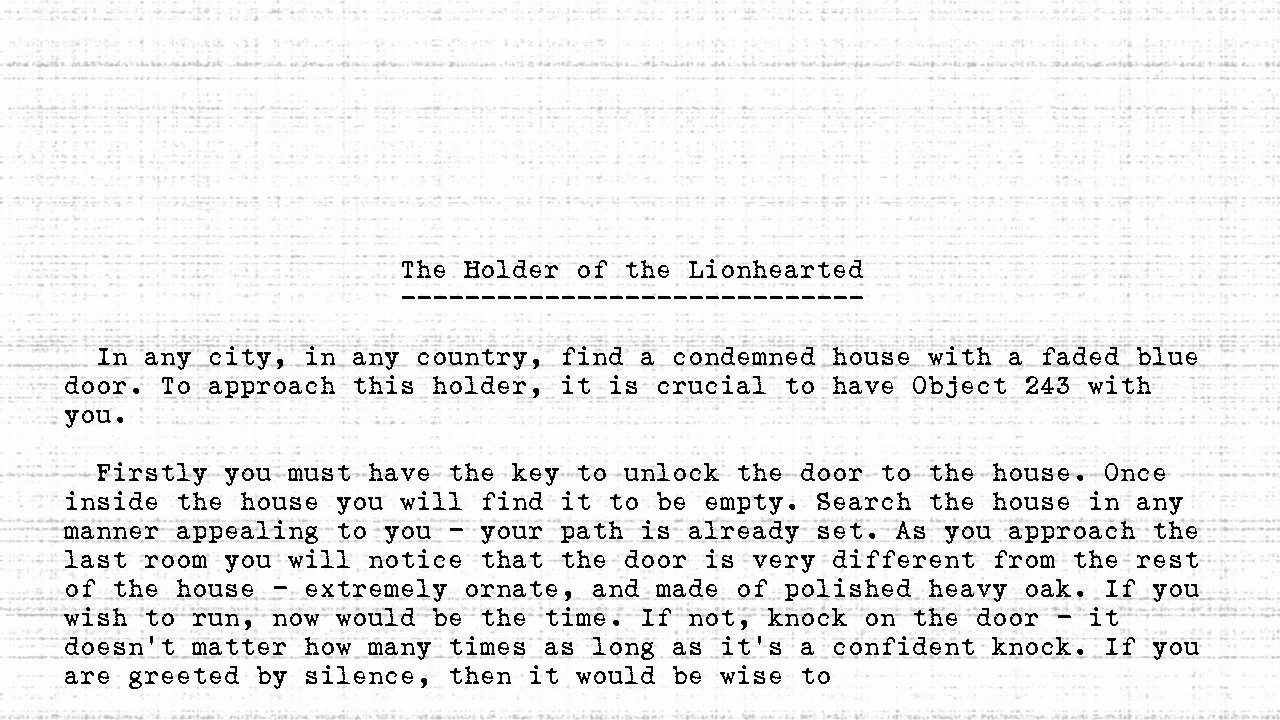 The Holder of the Lionhearted
-----------------------------
In any city, in any country, find a condemned house with a faded blue
door. To approach this holder, it is crucial to have Object 243 with
you.
Firstly you must have the key to unlock the door to the house. Once
inside the house you will find it to be empty. Search the house in any
manner appealing to you - your path is already set. As you approach the
last room you will notice that the door is very different from the rest
of the house - extremely ornate, and made of polished heavy oak. If you
wish to run, now would be the time. If not, knock on the door - it
doesn't matter how many times as long as it's a confident knock. If you
are greeted by silence, then it would be wise to